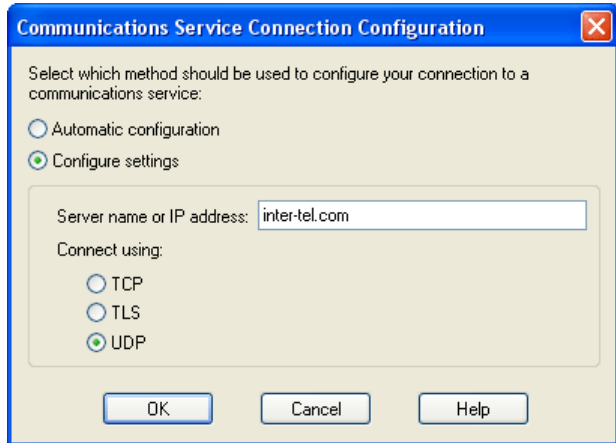 Communications Service Connection Configuration
Select which method should be used to configure your connection to a
communications service:
Automatic configuration
Configure settings
Server name or IP address: inter-tel.com
Connect using:
TCP
TLS
UDP
OK Cancel Help